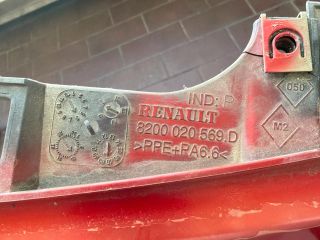 IND: P
RENAULT
8200 020 569.D
>PPE+PA6.6<
050
M2